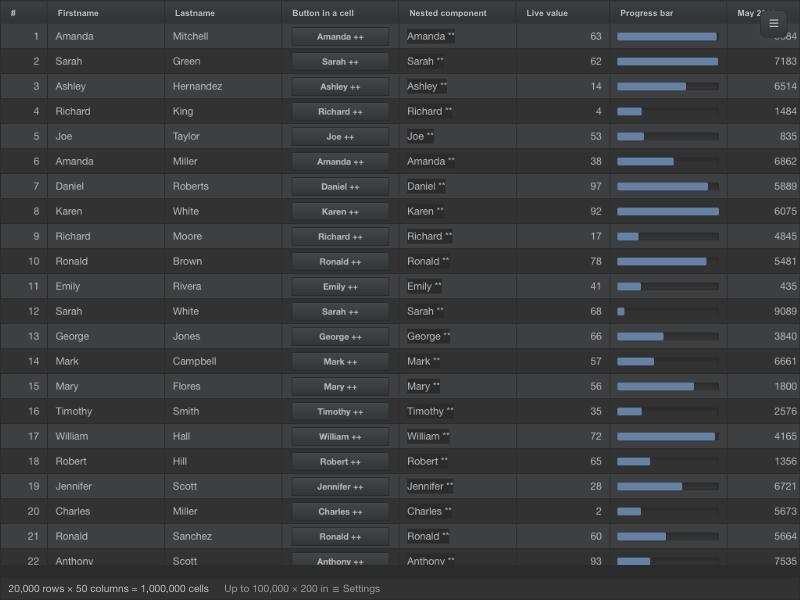 # Firstname Lastname Button in a cell Nested component Live value Progress bar May
1 Amanda Mitchell Amanda ++ Amanda ** 63
2 Sarah Green Sarah ++ Sarah ** 62 7183
3 Ashley Hernandez Ashley ++ Ashley ** 14 6514
4 Richard King Richard ++ Richard ** 4 1484
5 Joe Taylor Joe ++ Joe ** 53 835
6 Amanda Miller Amanda ++ Amanda ** 38 6862
7 Daniel Roberts Daniel ++ Daniel ** 97 5889
8 Karen White Karen ++ Karen ** 92 6075
9 Richard Moore Richard ++ Richard ** 17 4845
10 Ronald Brown Ronald ++ Ronald ** 78 5481
11 Emily Rivera Emily ++ Emily ** 41 435
12 Sarah White Sarah ++ Sarah ** 68 9089
13 George Jones George ++ George ** 66 3840
14 Mark Campbell Mark ++ Mark ** 57 6661
15 Mary Flores Mary ++ Mary ** 56 1800
16 Timothy Smith Timothy ++ Timothy ** 35 2576
17 William Hall William ++ William ** 72 4165
18 Robert Hill Robert ++ Robert ** 65 1356
19 Jennifer Scott Jennifer ++ Jennifer ** 28 6721
20 Charles Miller Charles ++ Charles ** 2 5673
21 Ronald Sanchez Ronald ++ Ronald ** 60 5664
22 Anthony Scott Anthony ++ Anthony ** 93 7535
20,000 rows × 50 columns = 1,000,000 cells Up to 100,000 × 200 in ≡ Settings